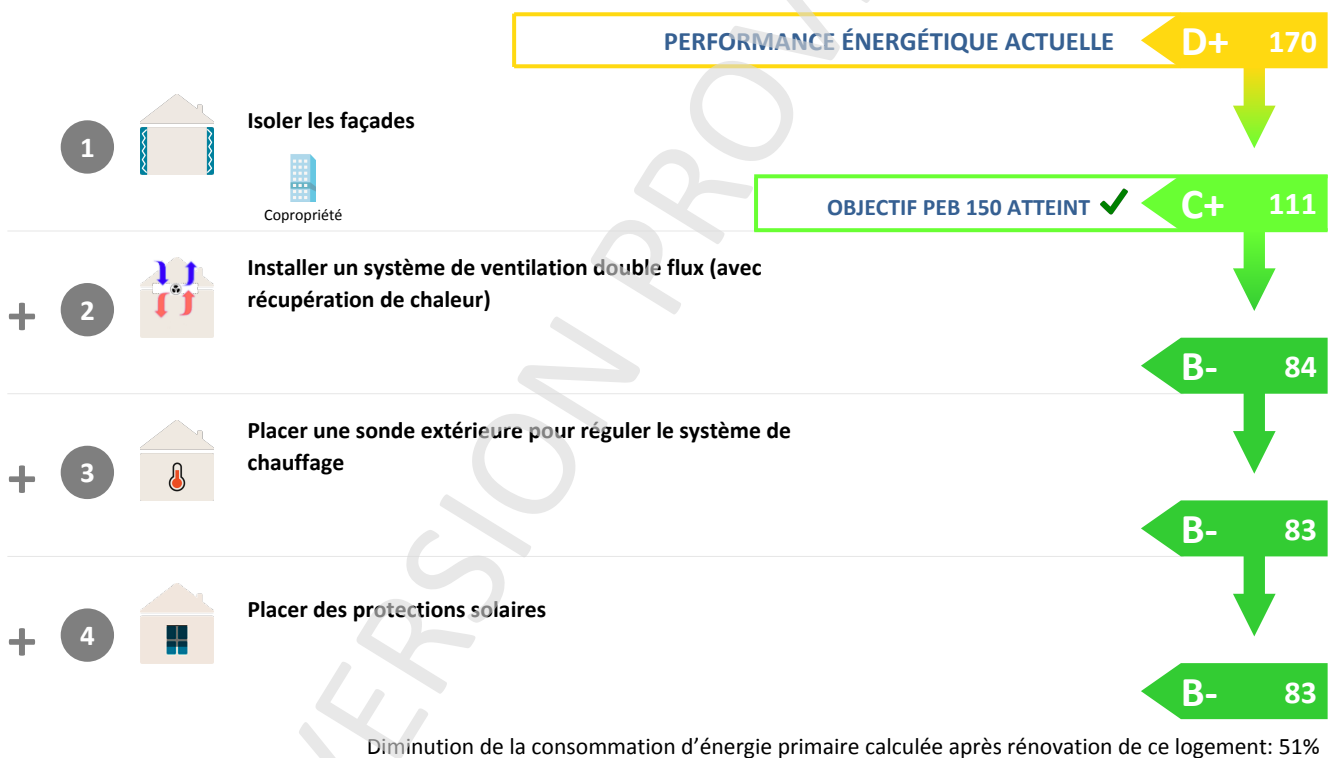 PERFORMANCE ÉNERGÉTIQUE ACTUELLE D+ 170
1 Isoler les façades
Copropriété
OBJECTIF PEB 150 ATTEINT C+ 111
+ 2 Installer un système de ventilation double flux (avec
récupération de chaleur)
B- 84
+ 3 Placer une sonde extérieure pour réguler le système de
chauffage
B- 83
+ 4 Placer des protections solaires
B- 83
Diminution de la consommation d’énergie primaire calculée après rénovation de ce logement: 51%